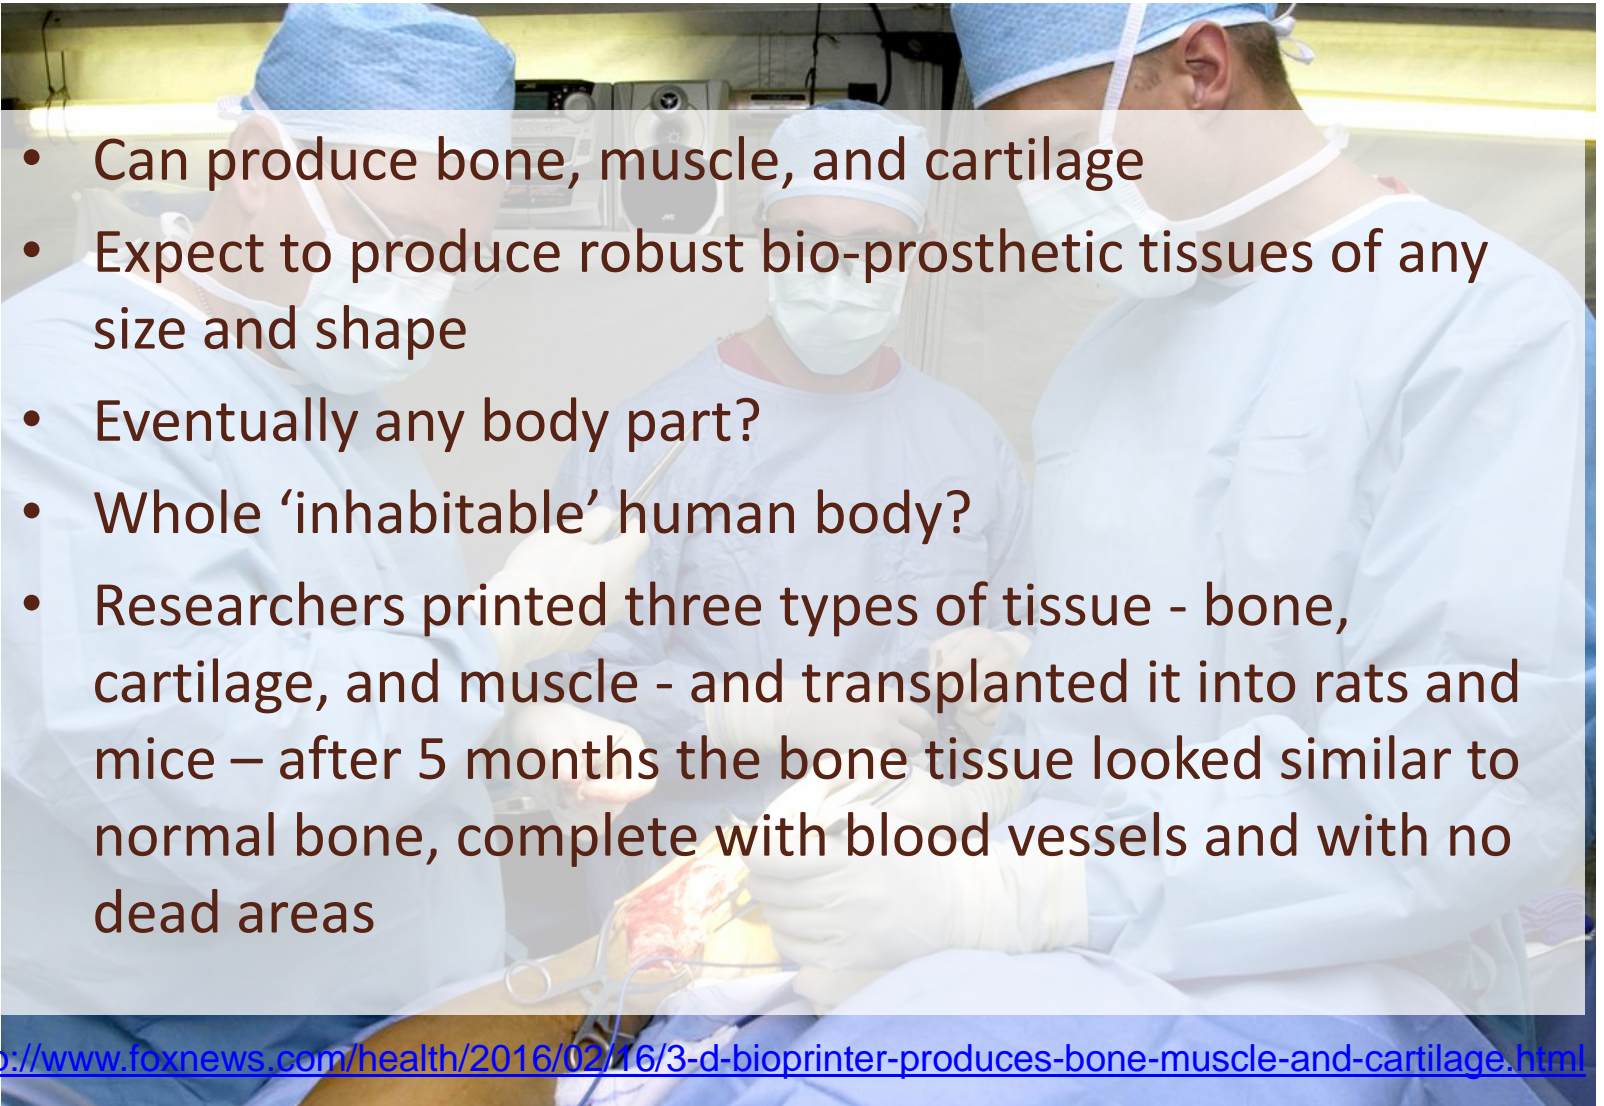 • Can produce bone, muscle, and cartilage
• Expect to produce robust bio-prosthetic tissues of any
size and shape
• Eventually any body part?
• Whole ‘inhabitable’ human body?
• Researchers printed three types of tissue - bone,
cartilage, and muscle - and transplanted it into rats and
mice – after 5 months the bone tissue looked similar to
normal bone, complete with blood vessels and with no
dead areas
p://www.foxnews.com/health/2016/02/16/3-d-bioprinter-produces-bone-muscle-and-cartilage.html
JVC
JVC